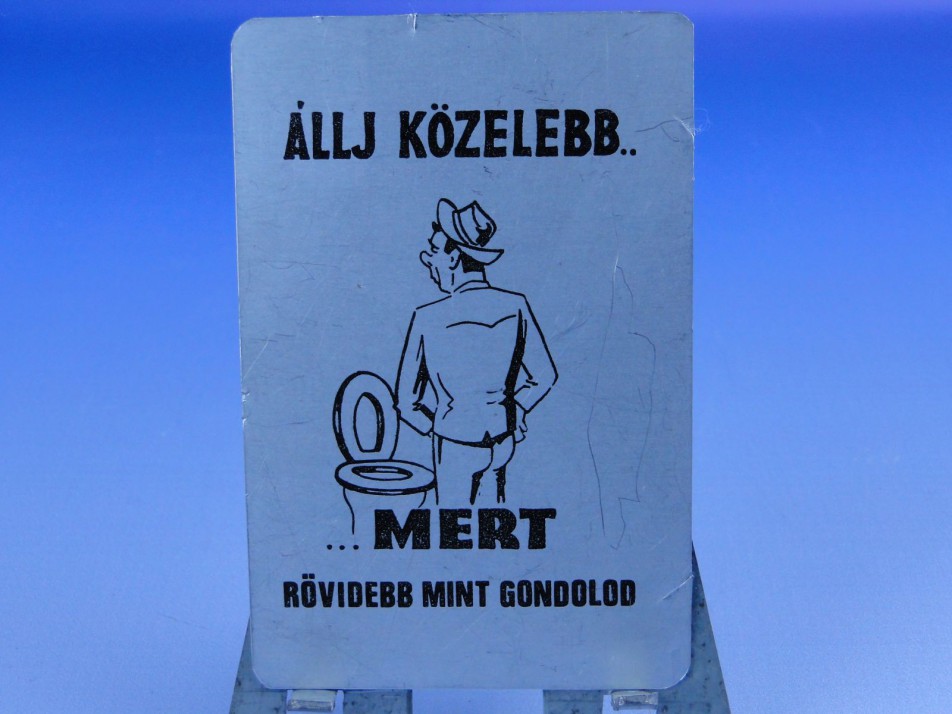 ÁLLJ KÖZELEBB..
...MERT
RÖVIDEBB MINT GONDOLOD